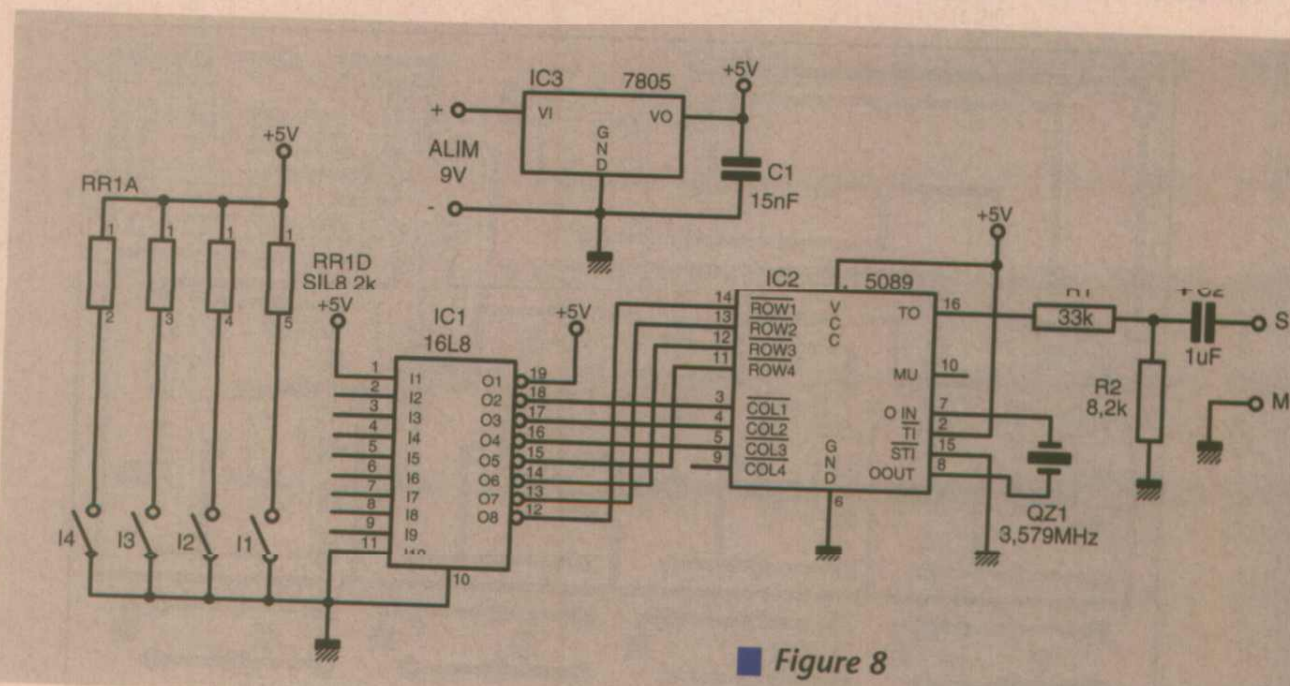 IC3 7805
+5V
+ VI VO
GND
ALIM
9V
-
C1
15nF
+5V
RR1A
1 1 1 1
2 3 4 5
RR1D
SIL8.2k
+5V
I4 I3 I2 I1
IC1
16L8
+5V
1 I1 O1 19
2 I2 O2 18
3 I3 O3 17
4 I4 O4 16
5 I5 O5 15
6 I6 O6 14
7 I7 O7 13
8 I8 O8 12
9 I9
11
10
+5V
IC2 5089
14 ROW1
13 ROW2
12 ROW3
11 ROW4
3 COL1
4 COL2
5 COL3
9 COL4
VCC
GND
6
TO 16
MU 10
O IN 7
TI 2
STI 15
OOUT 8
33k
R2
8,2k
1uF
S
M
QZ1
3,579MHz
Figure 8